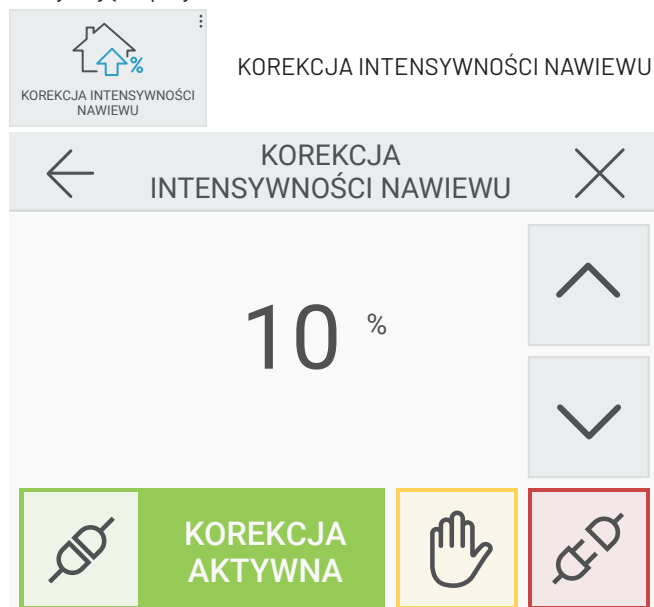 %
KOREKCJA INTENSYWNOŚCI
NAWIEWU
KOREKCJA INTENSYWNOŚCI NAWIEWU
KOREKCJA
INTENSYWNOŚCI NAWIEWU
10 %
KOREKCJA
AKTYWNA